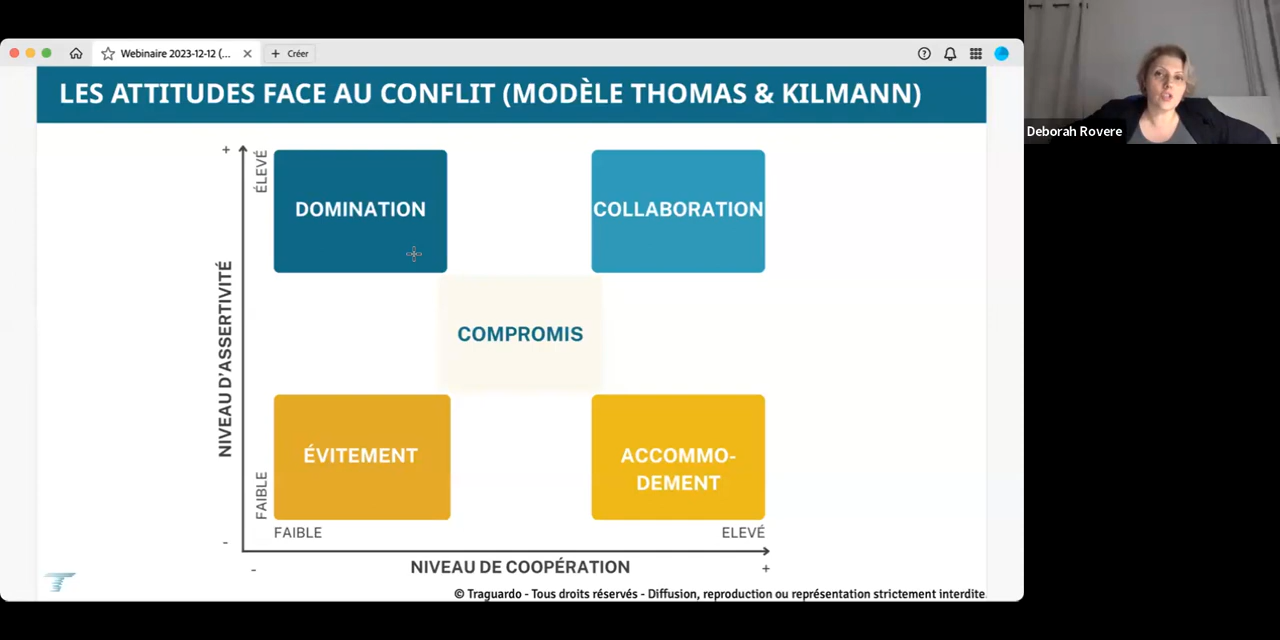 Webinaire 2023-12-12 (...
Créer
LES ATTITUDES FACE AU CONFLIT (MODÈLE THOMAS & KILMANN)
Deborah Rovere
+
ÉLEVÉ
DOMINATION
COLLABORATION
NIVEAU D'ASSERTIVITÉ
COMPROMIS
ÉVITEMENT
ACCOMMO-
DEMENT
FAIBLE
FAIBLE
ELEVÉ
-
-
NIVEAU DE COOPÉRATION
+
© Traguardo - Tous droits réservés - Diffusion, reproduction ou représentation strictement interdite